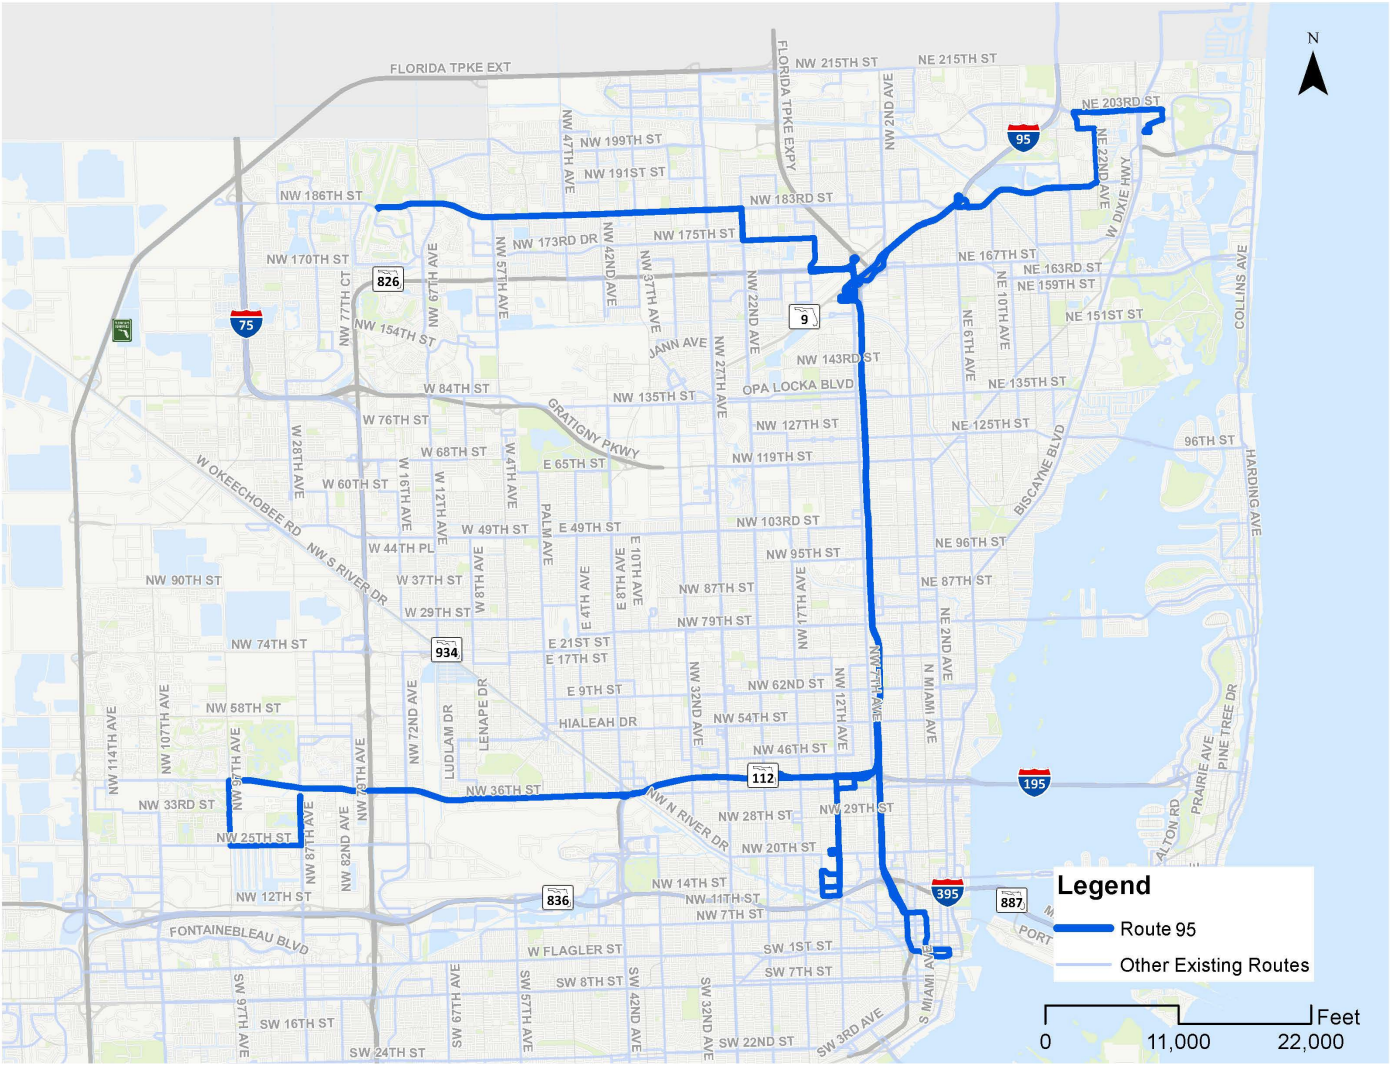 N
FLORIDA TPKE EXT
FLORIDA TPKE EXPY
NW 215TH ST
NE 215TH ST
NW 2ND AVE
NE 203RD ST
95
NW 47TH AVE
NW 199TH ST
NW 191ST ST
NE 22ND AVE
W DIXIE HWY
NW 186TH ST
NW 183RD ST
NW 173RD DR
NW 175TH ST
NW 42ND AVE
NW 170TH ST
NW 67TH AVE
NW 57TH AVE
NW 37TH AVE
NE 167TH ST
NE 163RD ST
NE 159TH ST
NE 10TH AVE
COLLINS AVE
826
NW 77TH CT
NW 22ND AVE
9
75
NW 154TH ST
NE 151ST ST
NE 6TH AVE
JANN AVE
NW 27TH AVE
NW 143RD ST
W 84TH ST
OPA LOCKA BLVD
NE 135TH ST
NW 135TH ST
GRATIGNY PKWY
W 76TH ST
NW 127TH ST
NE 125TH ST
W 28TH AVE
BISCAYNE BLVD
96TH ST
W 68TH ST
W 4TH AVE
E 65TH ST
NW 119TH ST
HARDING AVE
W OKEECHOBEE RD
W 16TH AVE
W 12TH AVE
W 60TH ST
PALM AVE
W 49TH ST
E 49TH ST
NW 103RD ST
NW S RIVER DR
W 44TH PL
W 8TH AVE
E 8TH AVE
E 10TH AVE
NW 95TH ST
NE 96TH ST
NW 90TH ST
W 37TH ST
E 4TH AVE
NW 87TH ST
NW 17TH AVE
NE 87TH ST
W 29TH ST
NW 79TH ST
NE 2ND AVE
NW 74TH ST
934
E 21ST ST
E 17TH ST
NW 7TH AVE
NW 107TH AVE
NW 114TH AVE
NW 72ND AVE
LUDLAM DR
LENAPE DR
E 9TH ST
NW 32ND AVE
NW 62ND ST
NW 12TH AVE
N MIAMI AVE
PINE TREE DR
NW 58TH ST
HIALEAH DR
NW 54TH ST
NW 97TH AVE
NW 79TH AVE
NW 46TH ST
PRAIRIE AVE
112
195
NW 36TH ST
NW 33RD ST
NW N RIVER DR
NW 28TH ST
NW 29TH ST
ALTON RD
NW 25TH ST
NW 87TH AVE
NW 82ND AVE
NW 20TH ST
NW 12TH ST
836
NW 14TH ST
NW 11TH ST
NW 7TH ST
395
887
PORT
FONTAINEBLEAU BLVD
W FLAGLER ST
SW 1ST ST
SW 7TH ST
SW 8TH ST
S MIAMI AVE
SW 97TH AVE
SW 67TH AVE
SW 57TH AVE
SW 42ND AVE
SW 32ND AVE
SW 16TH ST
SW 24TH ST
SW 22ND ST
SW 3RD AVE
Legend
Route 95
Other Existing Routes
Feet
0 11,000 22,000